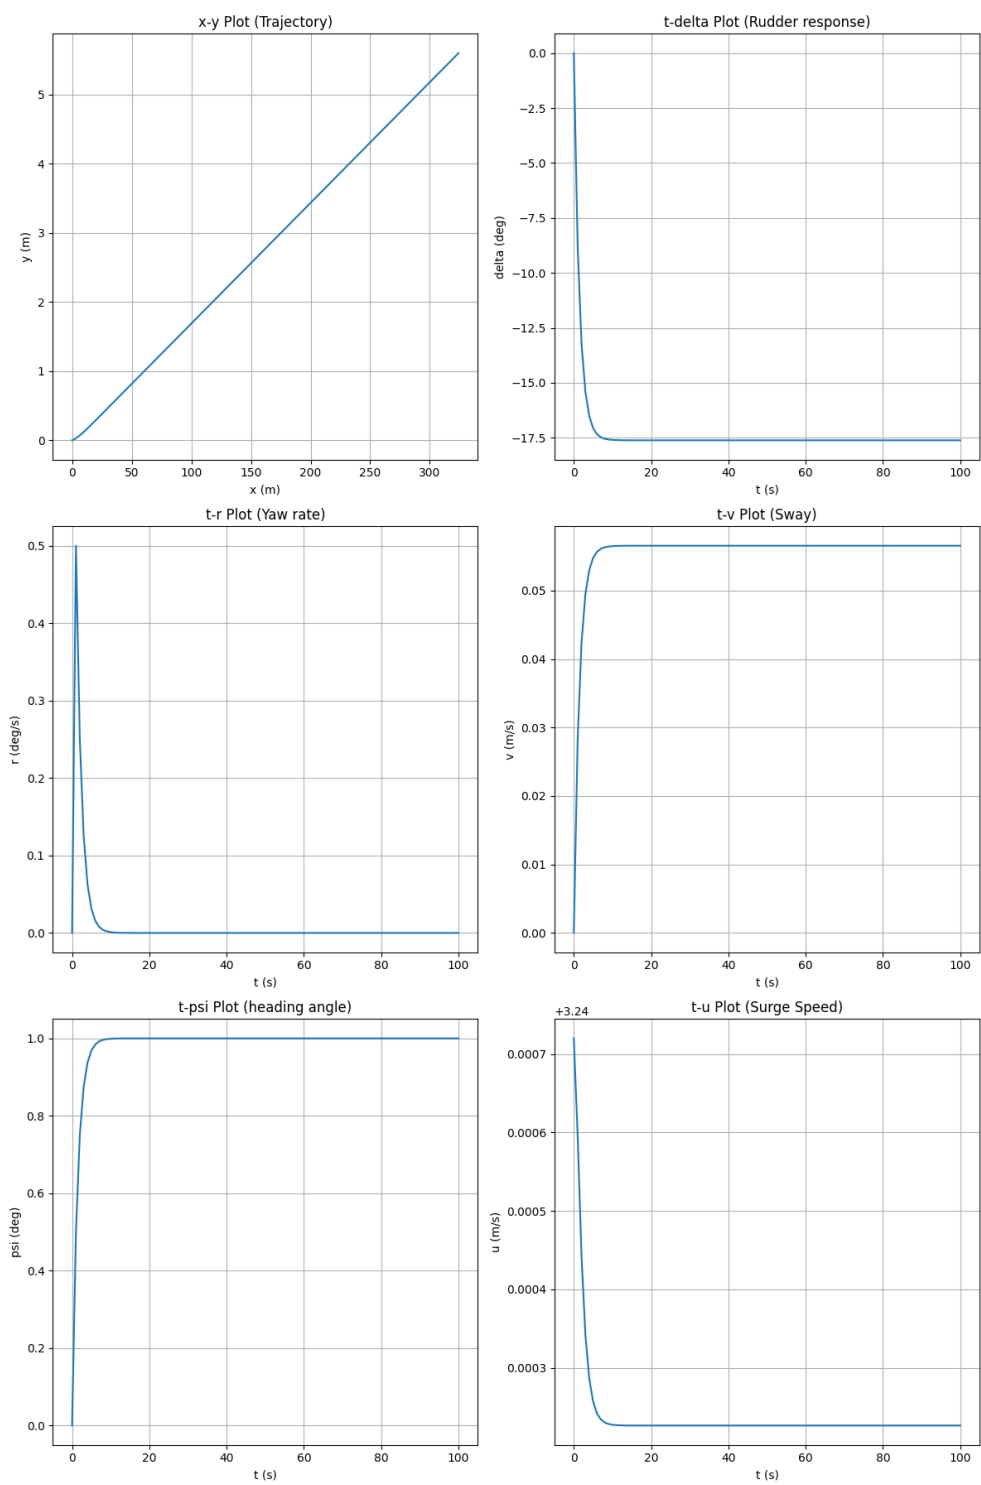 x-y Plot (Trajectory)
y (m)
5
4
3
2
1
0
0 50 100 150 200 250 300
x (m)
t-delta Plot (Rudder response)
delta (deg)
0.0
−2.5
−5.0
−7.5
−10.0
−12.5
−15.0
−17.5
0 20 40 60 80 100
t (s)
t-r Plot (Yaw rate)
r (deg/s)
0.5
0.4
0.3
0.2
0.1
0.0
0 20 40 60 80 100
t (s)
t-v Plot (Sway)
v (m/s)
0.05
0.04
0.03
0.02
0.01
0.00
0 20 40 60 80 100
t (s)
t-psi Plot (heading angle)
psi (deg)
1.0
0.8
0.6
0.4
0.2
0.0
0 20 40 60 80 100
t (s)
t-u Plot (Surge Speed)
+3.24
u (m/s)
0.0007
0.0006
0.0005
0.0004
0.0003
0 20 40 60 80 100
t (s)